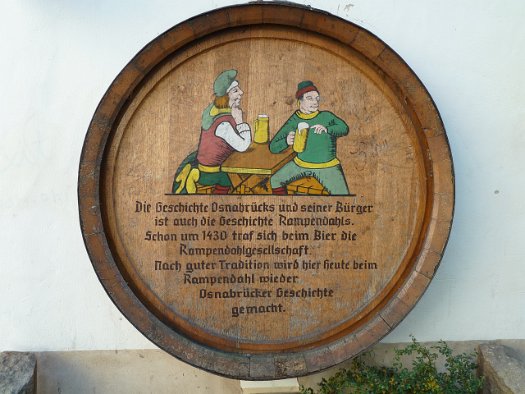 Die Geschichte Osnabrücks und seiner Bürger
ist auch die Geschichte Rampendahls.
Schon um 1430 traf sich beim Bier die
Rampendahlgesellschaft.
Nach guter Tradition wird hier heute beim
Rampendahl wieder
Osnabrücker Geschichte
gemacht.